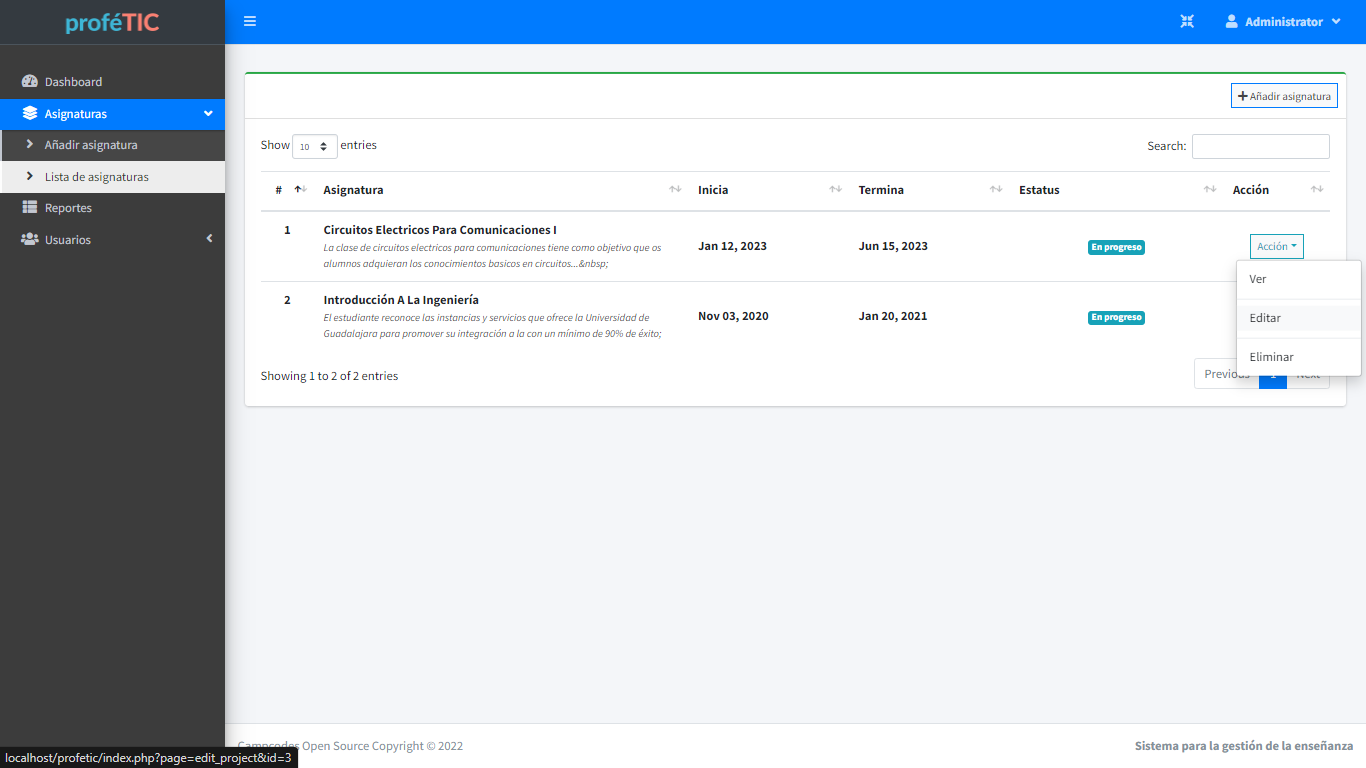 proféTIC
Administrator
Dashboard
Asignaturas
Añadir asignatura
Lista de asignaturas
Reportes
Usuarios
Añadir asignatura
Show 10 entries
Search:
# Asignatura Inicia Termina Estatus Acción
1 Circuitos Electricos Para Comunicaciones I
La clase de circuitos electricos para comunicaciones tiene como objetivo que os
alumnos adquieran los conocimientos basicos en circuitos...&nbsp;
Jan 12, 2023 Jun 15, 2023 En progreso Acción
2 Introducción A La Ingeniería
El estudiante reconoce las instancias y servicios que ofrece la Universidad de
Guadalajara para promover su integración a la con un mínimo de 90% de éxito;
Nov 03, 2020 Jan 20, 2021 En progreso
Ver
Editar
Eliminar
Showing 1 to 2 of 2 entries
Previous 1 Next
Campcodes Open Source Copyright © 2022
Sistema para la gestión de la enseñanza
localhost/profetic/index.php?page=edit_project&id=3